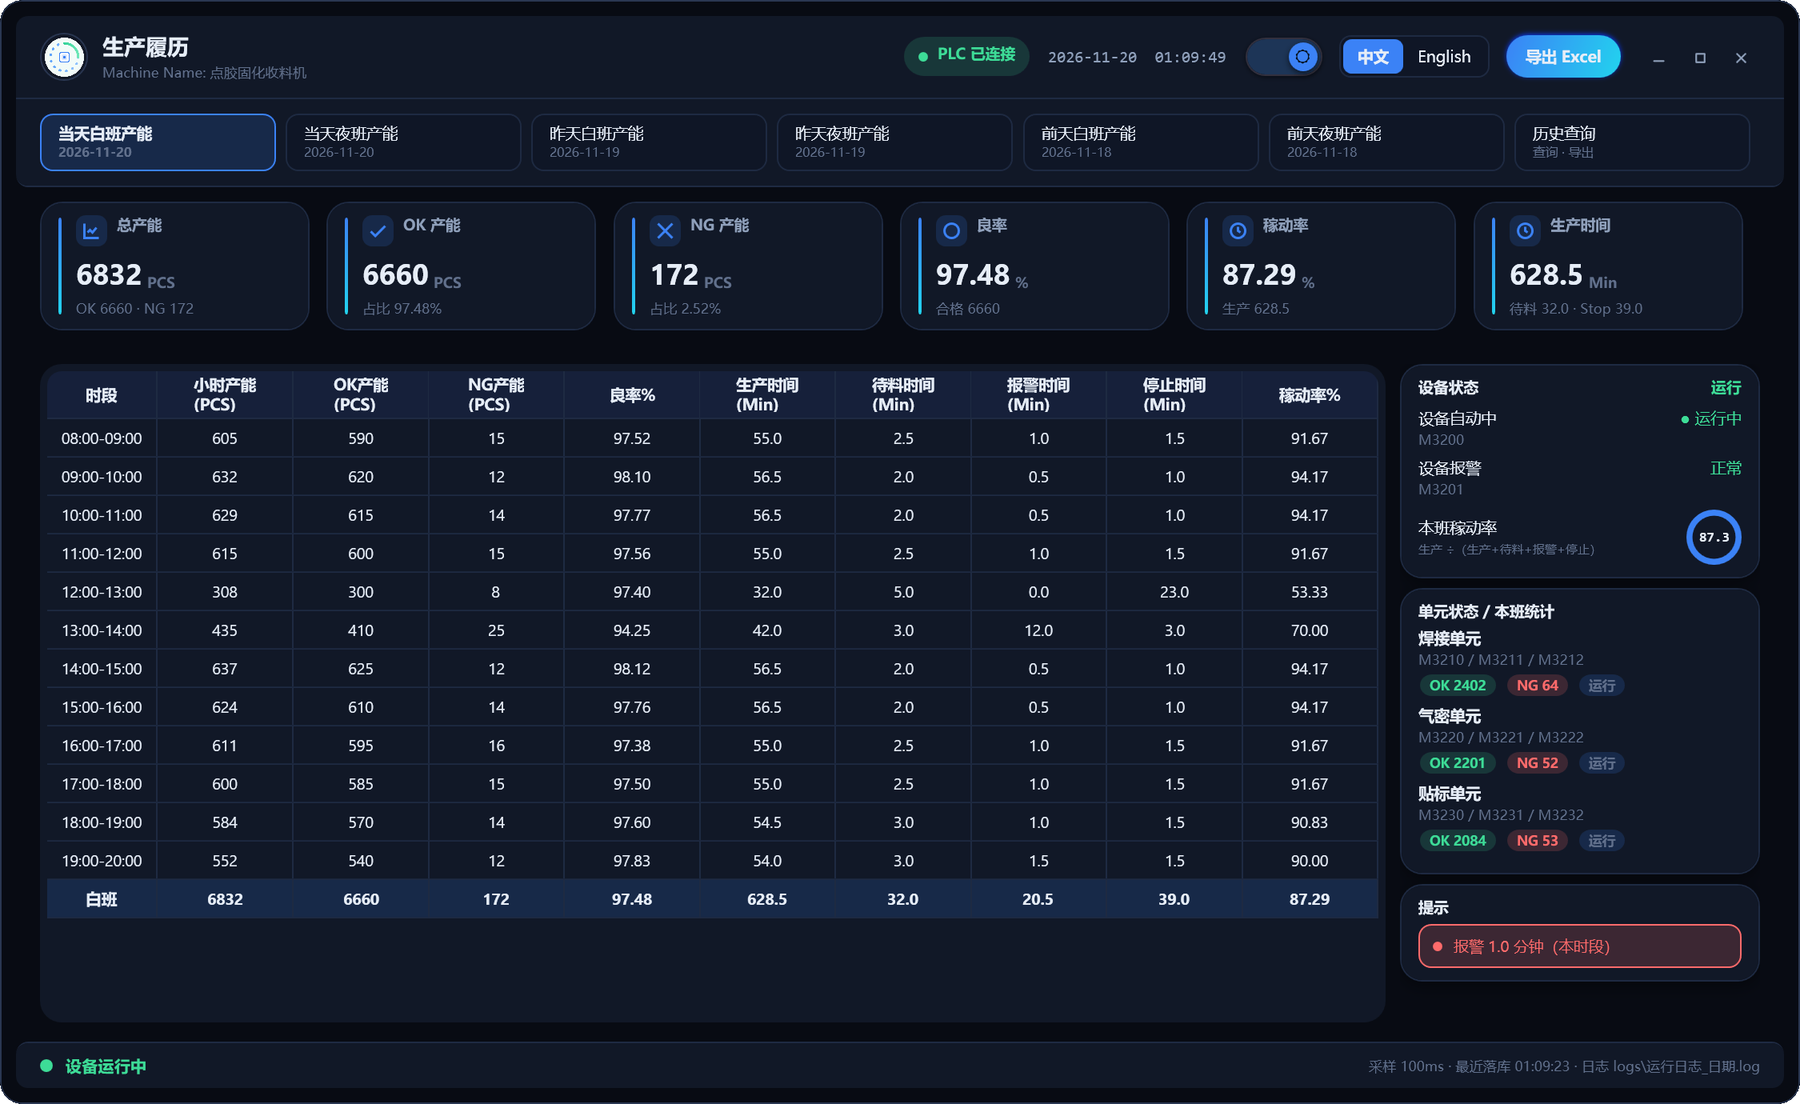 生产履历
Machine Name: 点胶固化收料机
PLC 已连接
2026-11-20 01:09:49
中文 English
导出 Excel
当天白班产能
2026-11-20
当天夜班产能
2026-11-20
昨天白班产能
2026-11-19
昨天夜班产能
2026-11-19
前天白班产能
2026-11-18
前天夜班产能
2026-11-18
历史查询
查询 · 导出
总产能
6832 PCS
OK 6660 · NG 172
OK 产能
6660 PCS
占比 97.48%
NG 产能
172 PCS
占比 2.52%
良率
97.48 %
合格 6660
稼动率
87.29 %
生产 628.5
生产时间
628.5 Min
待料 32.0 · Stop 39.0
时段 小时产能(PCS) OK产能(PCS) NG产能(PCS) 良率% 生产时间(Min) 待料时间(Min) 报警时间(Min) 停止时间(Min) 稼动率%
08:00-09:00 605 590 15 97.52 55.0 2.5 1.0 1.5 91.67
09:00-10:00 632 620 12 98.10 56.5 2.0 0.5 1.0 94.17
10:00-11:00 629 615 14 97.77 56.5 2.0 0.5 1.0 94.17
11:00-12:00 615 600 15 97.56 55.0 2.5 1.0 1.5 91.67
12:00-13:00 308 300 8 97.40 32.0 5.0 0.0 23.0 53.33
13:00-14:00 435 410 25 94.25 42.0 3.0 12.0 3.0 70.00
14:00-15:00 637 625 12 98.12 56.5 2.0 0.5 1.0 94.17
15:00-16:00 624 610 14 97.76 56.5 2.0 0.5 1.0 94.17
16:00-17:00 611 595 16 97.38 55.0 2.5 1.0 1.5 91.67
17:00-18:00 600 585 15 97.50 55.0 2.5 1.0 1.5 91.67
18:00-19:00 584 570 14 97.60 54.5 3.0 1.0 1.5 90.83
19:00-20:00 552 540 12 97.83 54.0 3.0 1.5 1.5 90.00
白班 6832 6660 172 97.48 628.5 32.0 20.5 39.0 87.29
设备状态 运行
设备自动中 运行中
M3200
设备报警 正常
M3201
本班稼动率 87.3
生产 ÷ (生产+待料+报警+停止)
单元状态 / 本班统计
焊接单元
M3210 / M3211 / M3212
OK 2402 NG 64 运行
气密单元
M3220 / M3221 / M3222
OK 2201 NG 52 运行
贴标单元
M3230 / M3231 / M3232
OK 2084 NG 53 运行
提示
报警 1.0 分钟（本时段）
设备运行中
采样 100ms · 最近落库 01:09:23 · 日志 logs\运行日志_日期.log